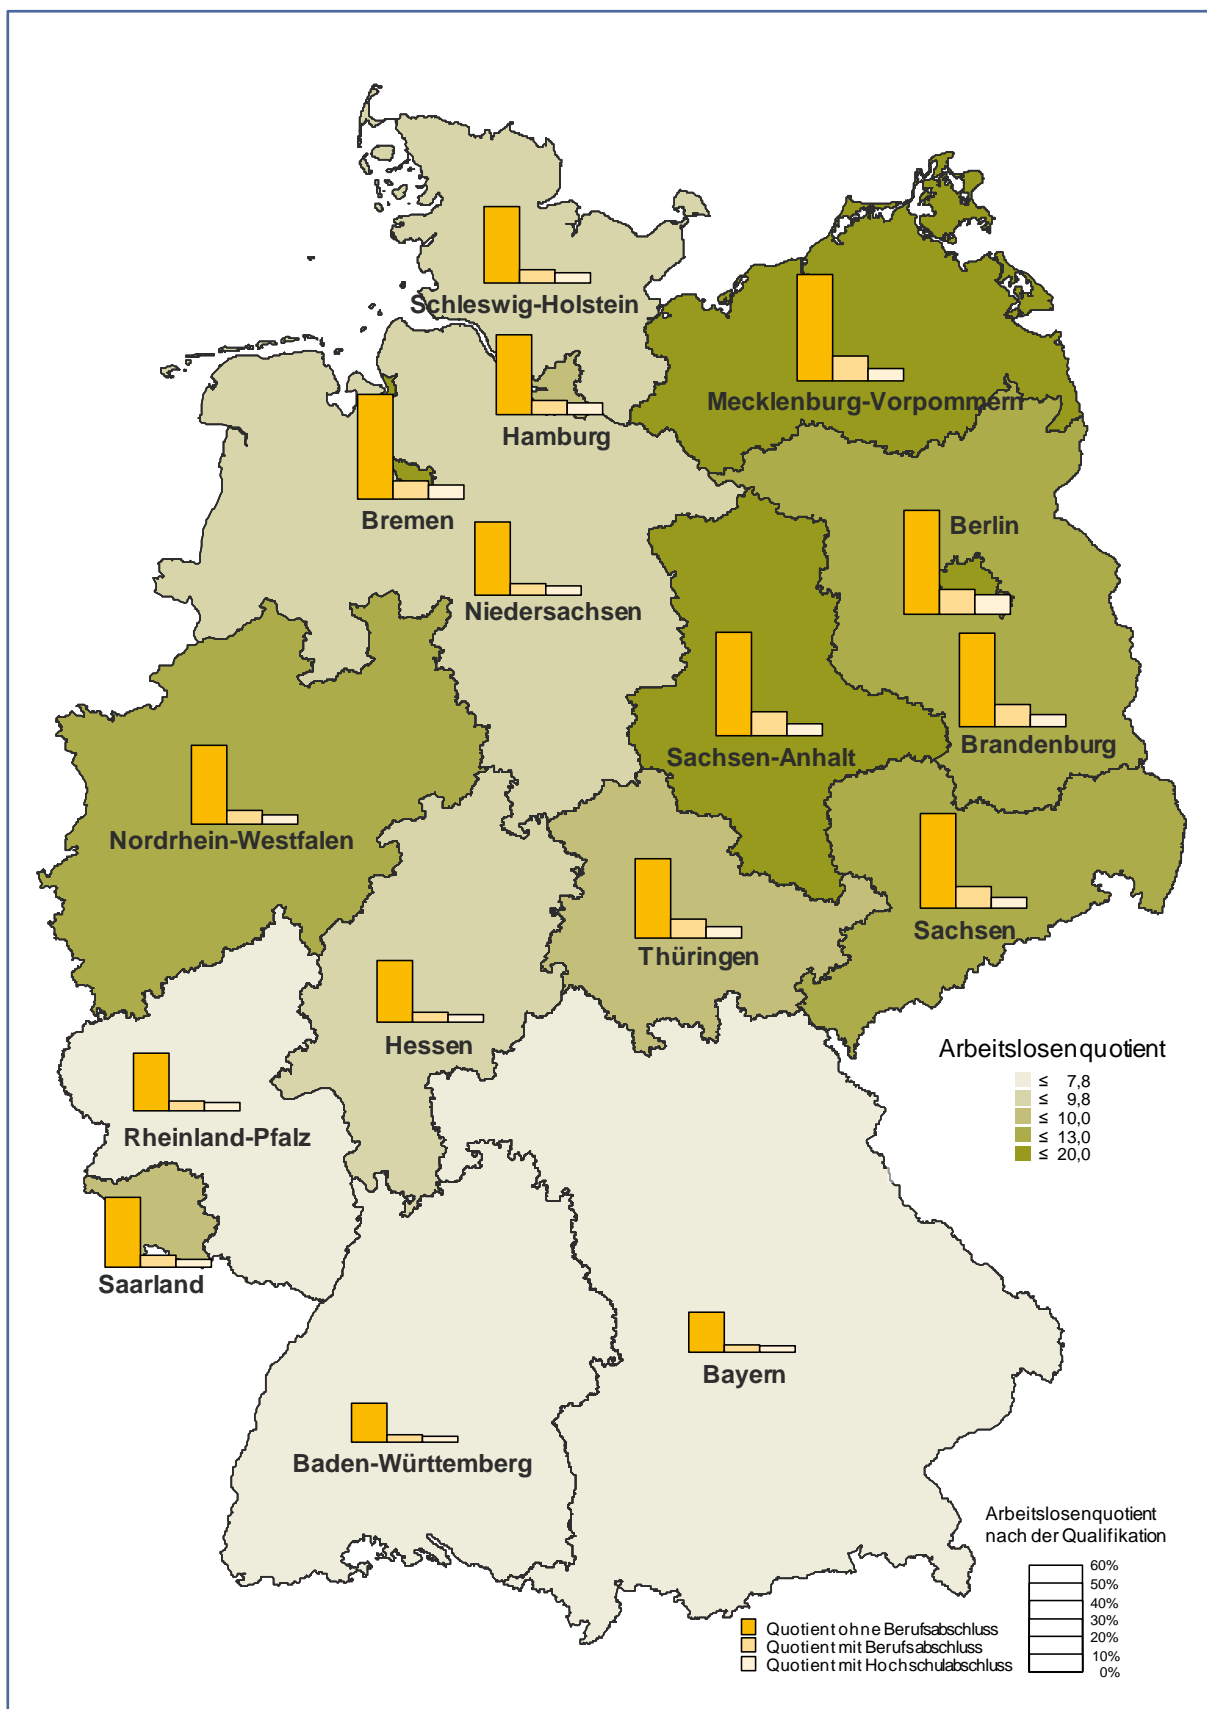 Schleswig-Holstein
Mecklenburg-Vorpommern
Hamburg
Bremen
Berlin
Niedersachsen
Sachsen-Anhalt
Brandenburg
Nordrhein-Westfalen
Sachsen
Thüringen
Hessen
Arbeitslosenquotient
≤ 7,8
≤ 9,8
≤ 10,0
≤ 13,0
≤ 20,0
Rheinland-Pfalz
Saarland
Bayern
Baden-Württemberg
Arbeitslosenquotient
nach der Qualifikation
60%
50%
40%
30%
20%
10%
0%
Quotient ohne Berufsabschluss
Quotient mit Berufsabschluss
Quotient mit Hochschulabschluss